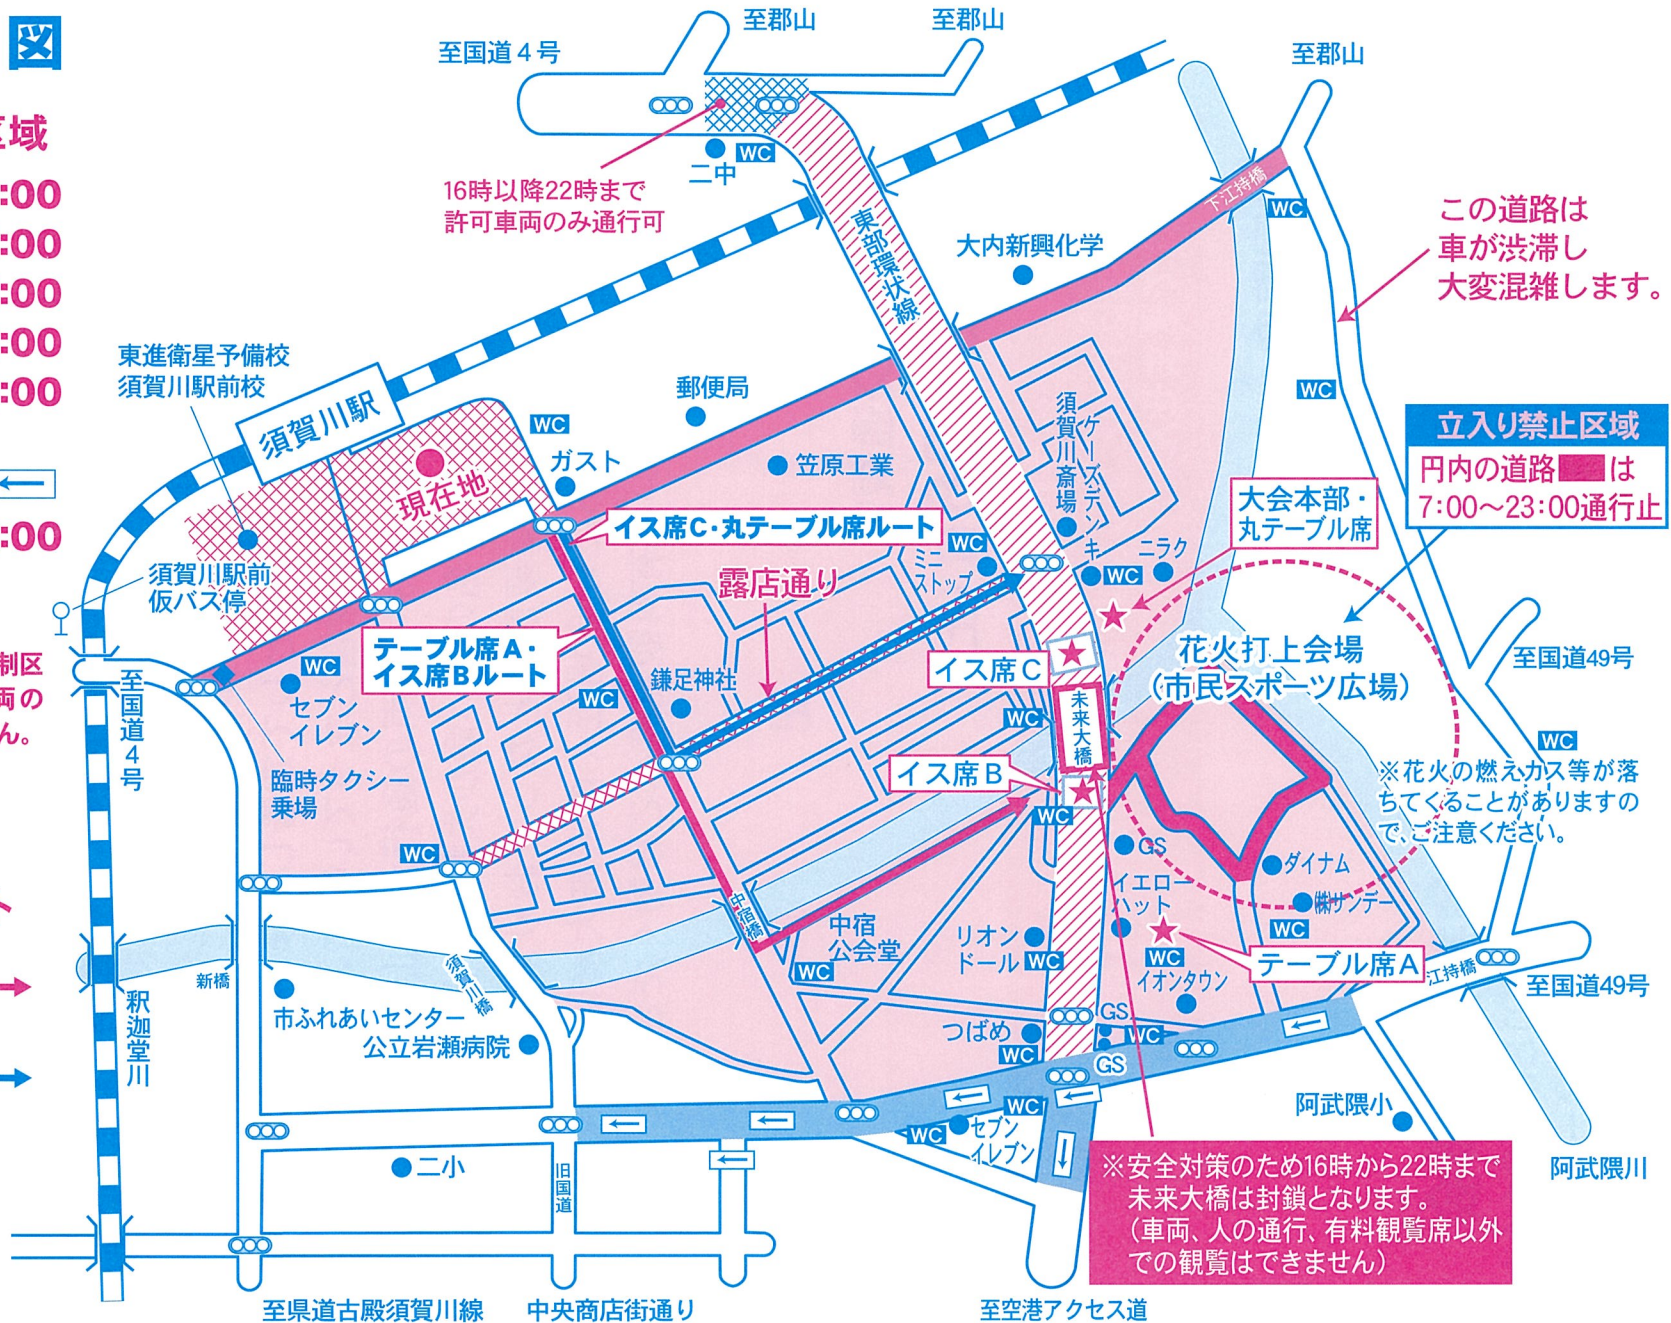 図
区域
:00
:00
:00
:00
:00
←
:00
制区
両の
ん。
至国道4号
至郡山
至郡山
至郡山
WC
二中
16時以降22時まで
許可車両のみ通行可
東部環状線
大内新興化学
下江持橋
WC
この道路は
車が渋滞し
大変混雑します。
東進衛星予備校
須賀川駅前校
須賀川駅
現在地
WC
ガスト
郵便局
笠原工業
須賀川斎場
ケーズデンキ
WC
立入り禁止区域
円内の道路 は
7:00〜23:00通行止
大会本部・
丸テーブル席
イス席C・丸テーブル席ルート
WC
ミニ
ストップ
WC
ニラク
須賀川駅前
仮バス停
露店通り
テーブル席A・
イス席Bルート
WC
セブン
イレブン
WC
鎌足神社
イス席C
花火打上会場
(市民スポーツ広場)
至国道49号
至国道4号
臨時タクシー
乗場
WC
未来大橋
イス席B
WC
WC
※花火の燃えカス等が落
ちてくることがありますの
で、ご注意ください。
WC
GS
イエロー
ハット
ダイナム
㈱サンデー
WC
中宿橋
中宿
公会堂
WC
リオン
ドール
WC
WC
イオンタウン
テーブル席A
江持橋
至国道49号
新橋
須賀川橋
釈迦堂川
市ふれあいセンター
公立岩瀬病院
つばめ
WC
GS
WC
GS
WC
WC
セブン
イレブン
阿武隈小
阿武隈川
二小
旧国道
※安全対策のため16時から22時まで
未来大橋は封鎖となります。
(車両、人の通行、有料観覧席以外
での観覧はできません)
至県道古殿須賀川線
中央商店街通り
至空港アクセス道